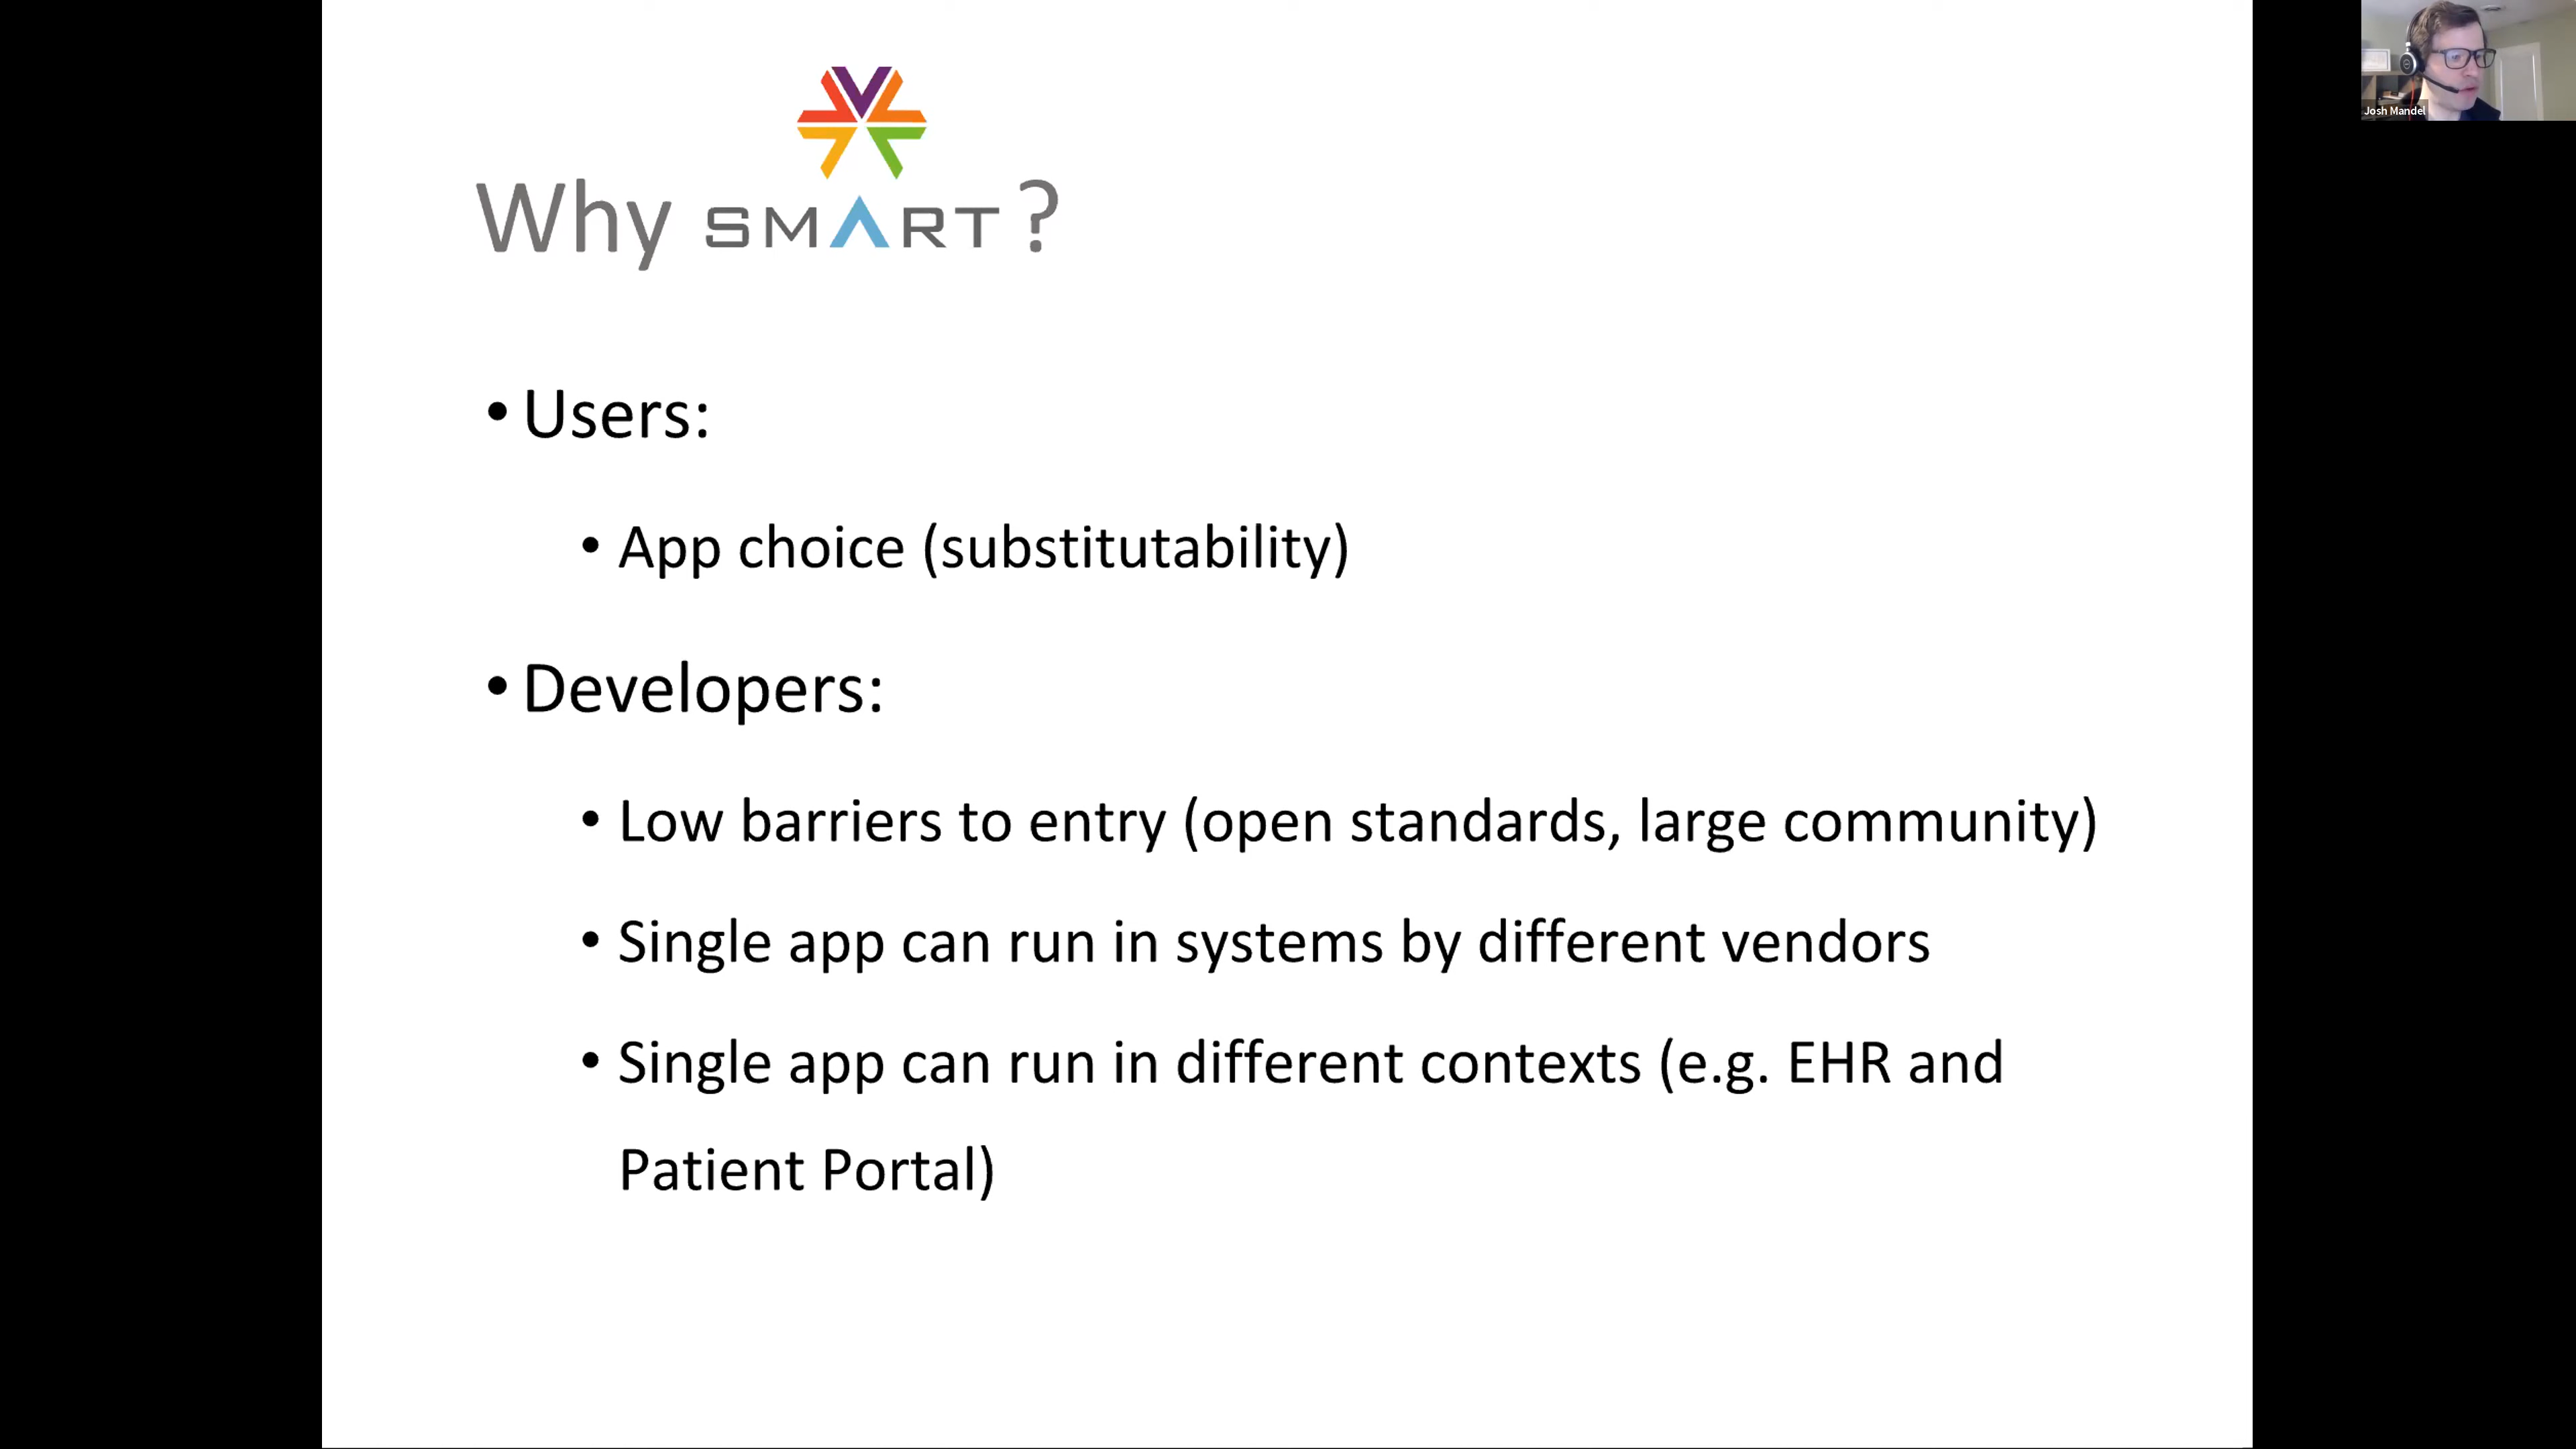 Josh Mandel
Why SMART?
• Users:
• App choice (substitutability)
• Developers:
• Low barriers to entry (open standards, large community)
• Single app can run in systems by different vendors
• Single app can run in different contexts (e.g. EHR and
Patient Portal)